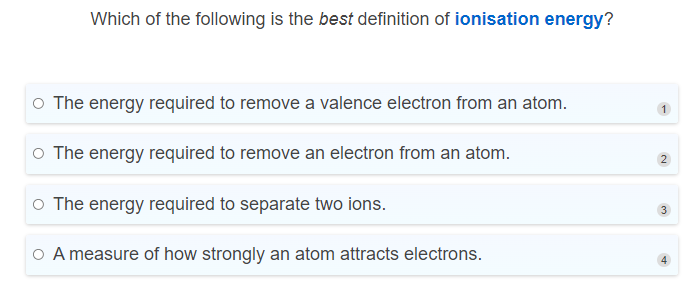 Which of the following is the best definition of ionisation energy?
The energy required to remove a valence electron from an atom.
1
The energy required to remove an electron from an atom.
2
The energy required to separate two ions.
3
A measure of how strongly an atom attracts electrons.
4